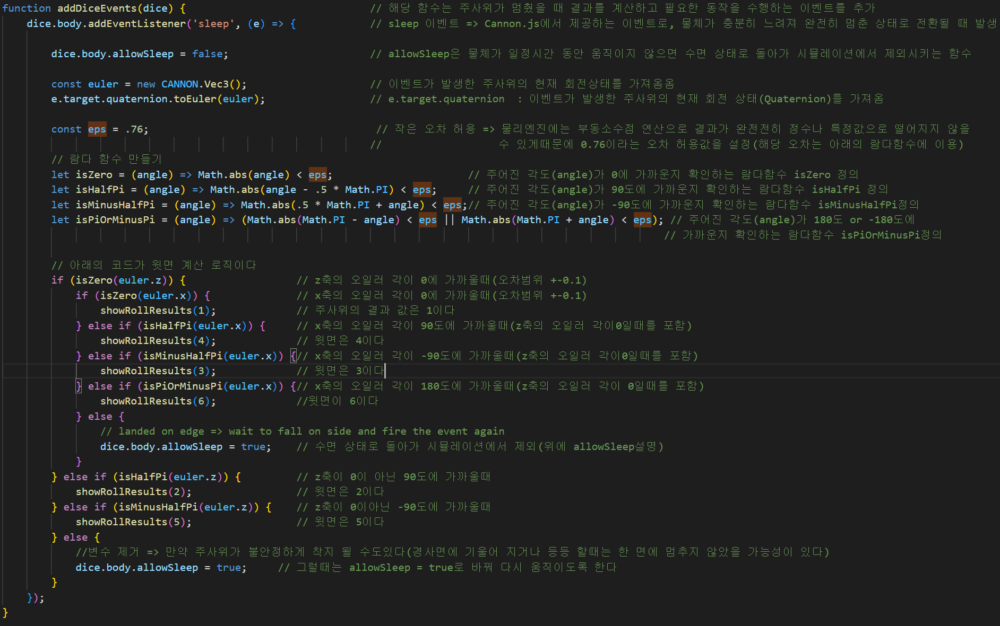 function addDiceEvents(dice) { // 해당 함수는 주사위가 멈췄을 때 결과를 계산하고 필요한 동작을 수행하는 이벤트를 추가
dice.body.addEventListener('sleep', (e) => { // sleep 이벤트 => Cannon.js에서 제공하는 이벤트로, 물체가 충분히 느려져 완전히 멈춘 상태로 전환될 때 발생
dice.body.allowSleep = false; // allowSleep은 물체가 일정시간 동안 움직이지 않으면 수면 상태로 돌아가 시뮬레이션에서 제외시키는 함수
const euler = new CANNON.Vec3(); // 이벤트가 발생한 주사위의 현재 회전상태를 가져옴옴
e.target.quaternion.toEuler(euler); // e.target.quaternion : 이벤트가 발생한 주사위의 현재 회전 상태(Quaternion)를 가져옴
const eps = .76; // 작은 오차 허용 => 물리엔진에는 부동소수점 연산으로 결과가 완전전히 정수나 특정값으로 떨어지지 않을
// 수 있게때문에 0.76이라는 오차 허용값을 설정(해당 오차는 아래의 람다함수에 이용)
// 람다 함수 만들기
let isZero = (angle) => Math.abs(angle) < eps; // 주어진 각도(angle)가 0에 가까운지 확인하는 람다함수 isZero 정의
let isHalfPi = (angle) => Math.abs(angle - .5 * Math.PI) < eps; // 주어진 각도(angle)가 90도에 가까운지 확인하는 람다함수 isHalfPi 정의
let isMinusHalfPi = (angle) => Math.abs(.5 * Math.PI + angle) < eps;// 주어진 각도(angle)가 -90도에 가까운지 확인하는 람다함수 isMinusHalfPi정의
let isPiOrMinusPi = (angle) => (Math.abs(Math.PI - angle) < eps || Math.abs(Math.PI + angle) < eps); // 주어진 각도(angle)가 180도 or -180도에
// 가까운지 확인하는 람다함수 isPiOrMinusPi정의
// 아래의 코드가 윗면 계산 로직이다
if (isZero(euler.z)) { // z축의 오일러 각이 0에 가까울때(오차범위 +-0.1)
if (isZero(euler.x)) { // x축의 오일러 각이 0에 가까울때(오차범위 +-0.1)
showRollResults(1); // 주사위의 결과 값은 1이다
} else if (isHalfPi(euler.x)) { // x축의 오일러 각이 90도에 가까울때(z축의 오일러 각이0일때를 포함)
showRollResults(4); // 윗면은 4이다
} else if (isMinusHalfPi(euler.x)) {// x축의 오일러 각이 -90도에 가까울때(z축의 오일러 각이0일때를 포함)
showRollResults(3); // 윗면은 3이다
} else if (isPiOrMinusPi(euler.x)) {// x축의 오일러 각이 180도에 가까울때(z축의 오일러 각이 0일때를 포함)
showRollResults(6); //윗면이 6이다
} else {
// landed on edge => wait to fall on side and fire the event again
dice.body.allowSleep = true; // 수면 상태로 돌아가 시뮬레이션에서 제외(위에 allowSleep설명)
}
} else if (isHalfPi(euler.z)) { // z축이 0이 아닌 90도에 가까울때
showRollResults(2); // 윗면은 2이다
} else if (isMinusHalfPi(euler.z)) { // z축이 0이아닌 -90도에 가까울때
showRollResults(5); // 윗면은 5이다
} else {
//변수 제거 => 만약 주사위가 불안정하게 착지 될 수도있다(경사면에 기울어 지거나 등등 할때는 한 면에 멈추지 않았을 가능성이 있다)
dice.body.allowSleep = true; // 그럴때는 allowSleep = true로 바꿔 다시 움직이도록 한다
}
});
}